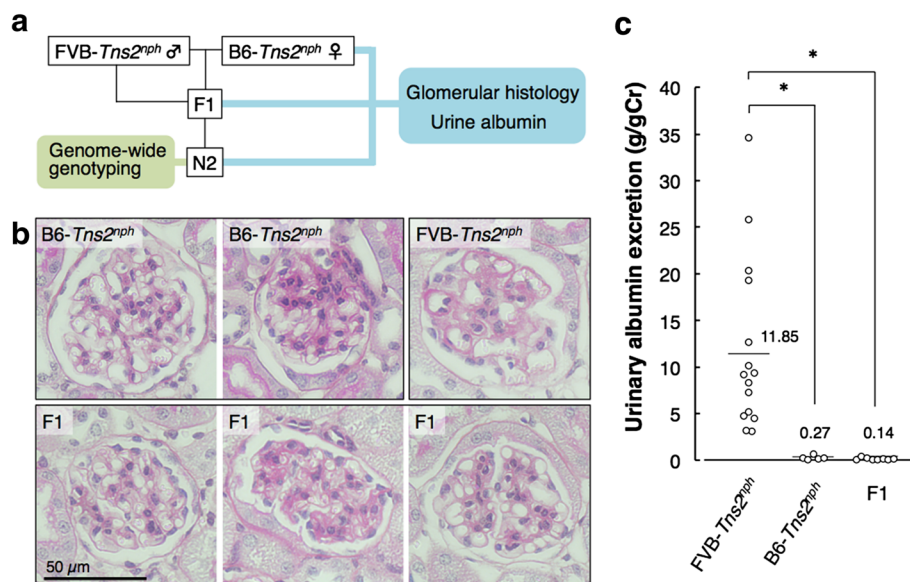 a
FVB-Tns2nph ♂
B6-Tns2nph ♀
F1
N2
Genome-wide
genotyping
Glomerular histology
Urine albumin
b
B6-Tns2nph
B6-Tns2nph
FVB-Tns2nph
F1
F1
F1
50 µm
c
Urinary albumin excretion (g/gCr)
40
35
30
25
20
15
10
5
0
*
*
11.85
0.27
0.14
FVB-Tns2nph
B6-Tns2nph
F1